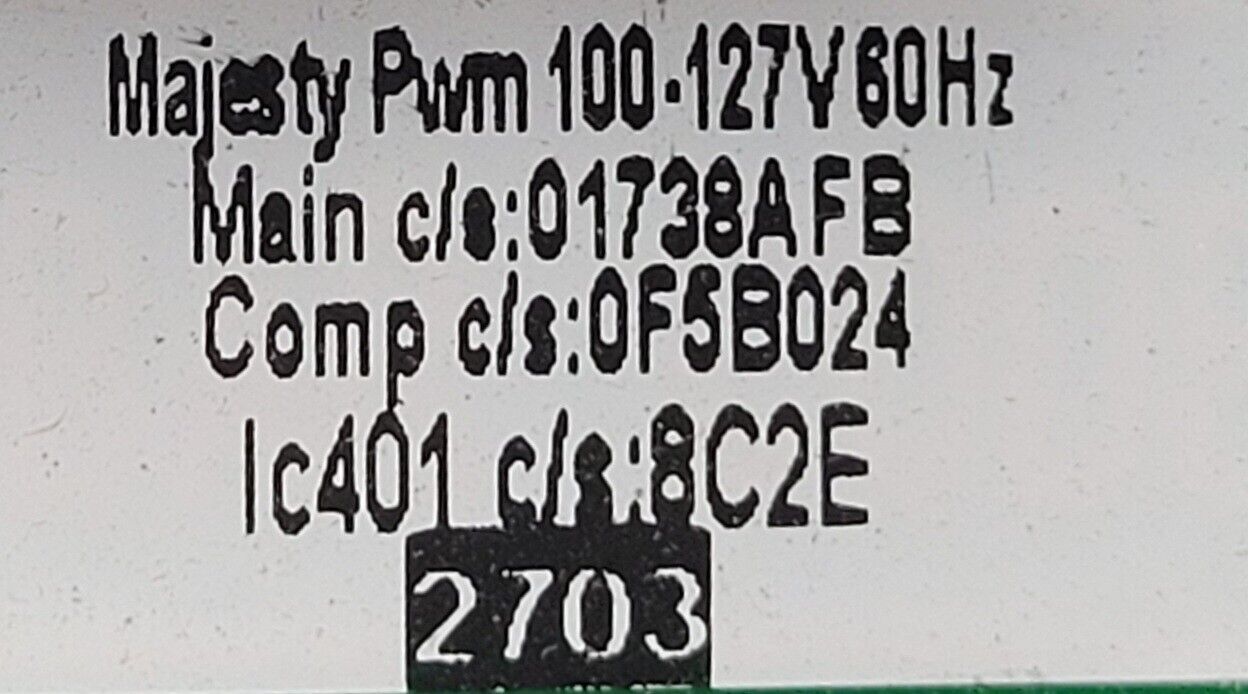 Majesty Pwm 100-127V 60Hz
Main c/s:01738AFB
Comp c/s:0F5B024
Ic401 c/s:8C2E
2703